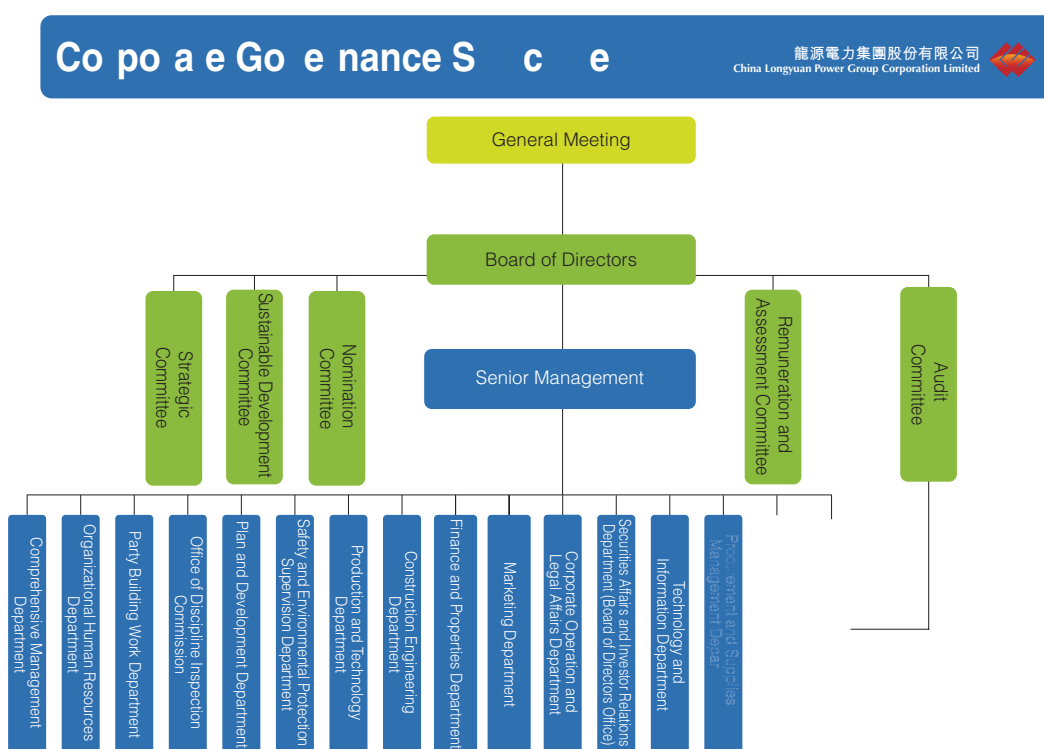 Co po a e Go e nance S c e
龍源電力集團股份有限公司
China Longyuan Power Group Corporation Limited
General Meeting
Board of Directors
Strategic
Committee
Sustainable Development
Committee
Nomination
Committee
Senior Management
Remuneration and
Assessment Committee
Audit
Committee
Comprehensive Management
Department
Organizational Human Resources
Department
Party Building Work Department
Office of Discipline Inspection
Commission
Plan and Development Department
Safety and Environmental Protection
Supervision Department
Production and Technology
Department
Construction Engineering
Department
Finance and Properties Department
Marketing Department
Corporate Operation and
Legal Affairs Department
Securities Affairs and Investor Relations
Department (Board of Directors Office)
Technology and
Information Department
and Supplies
Management Depar